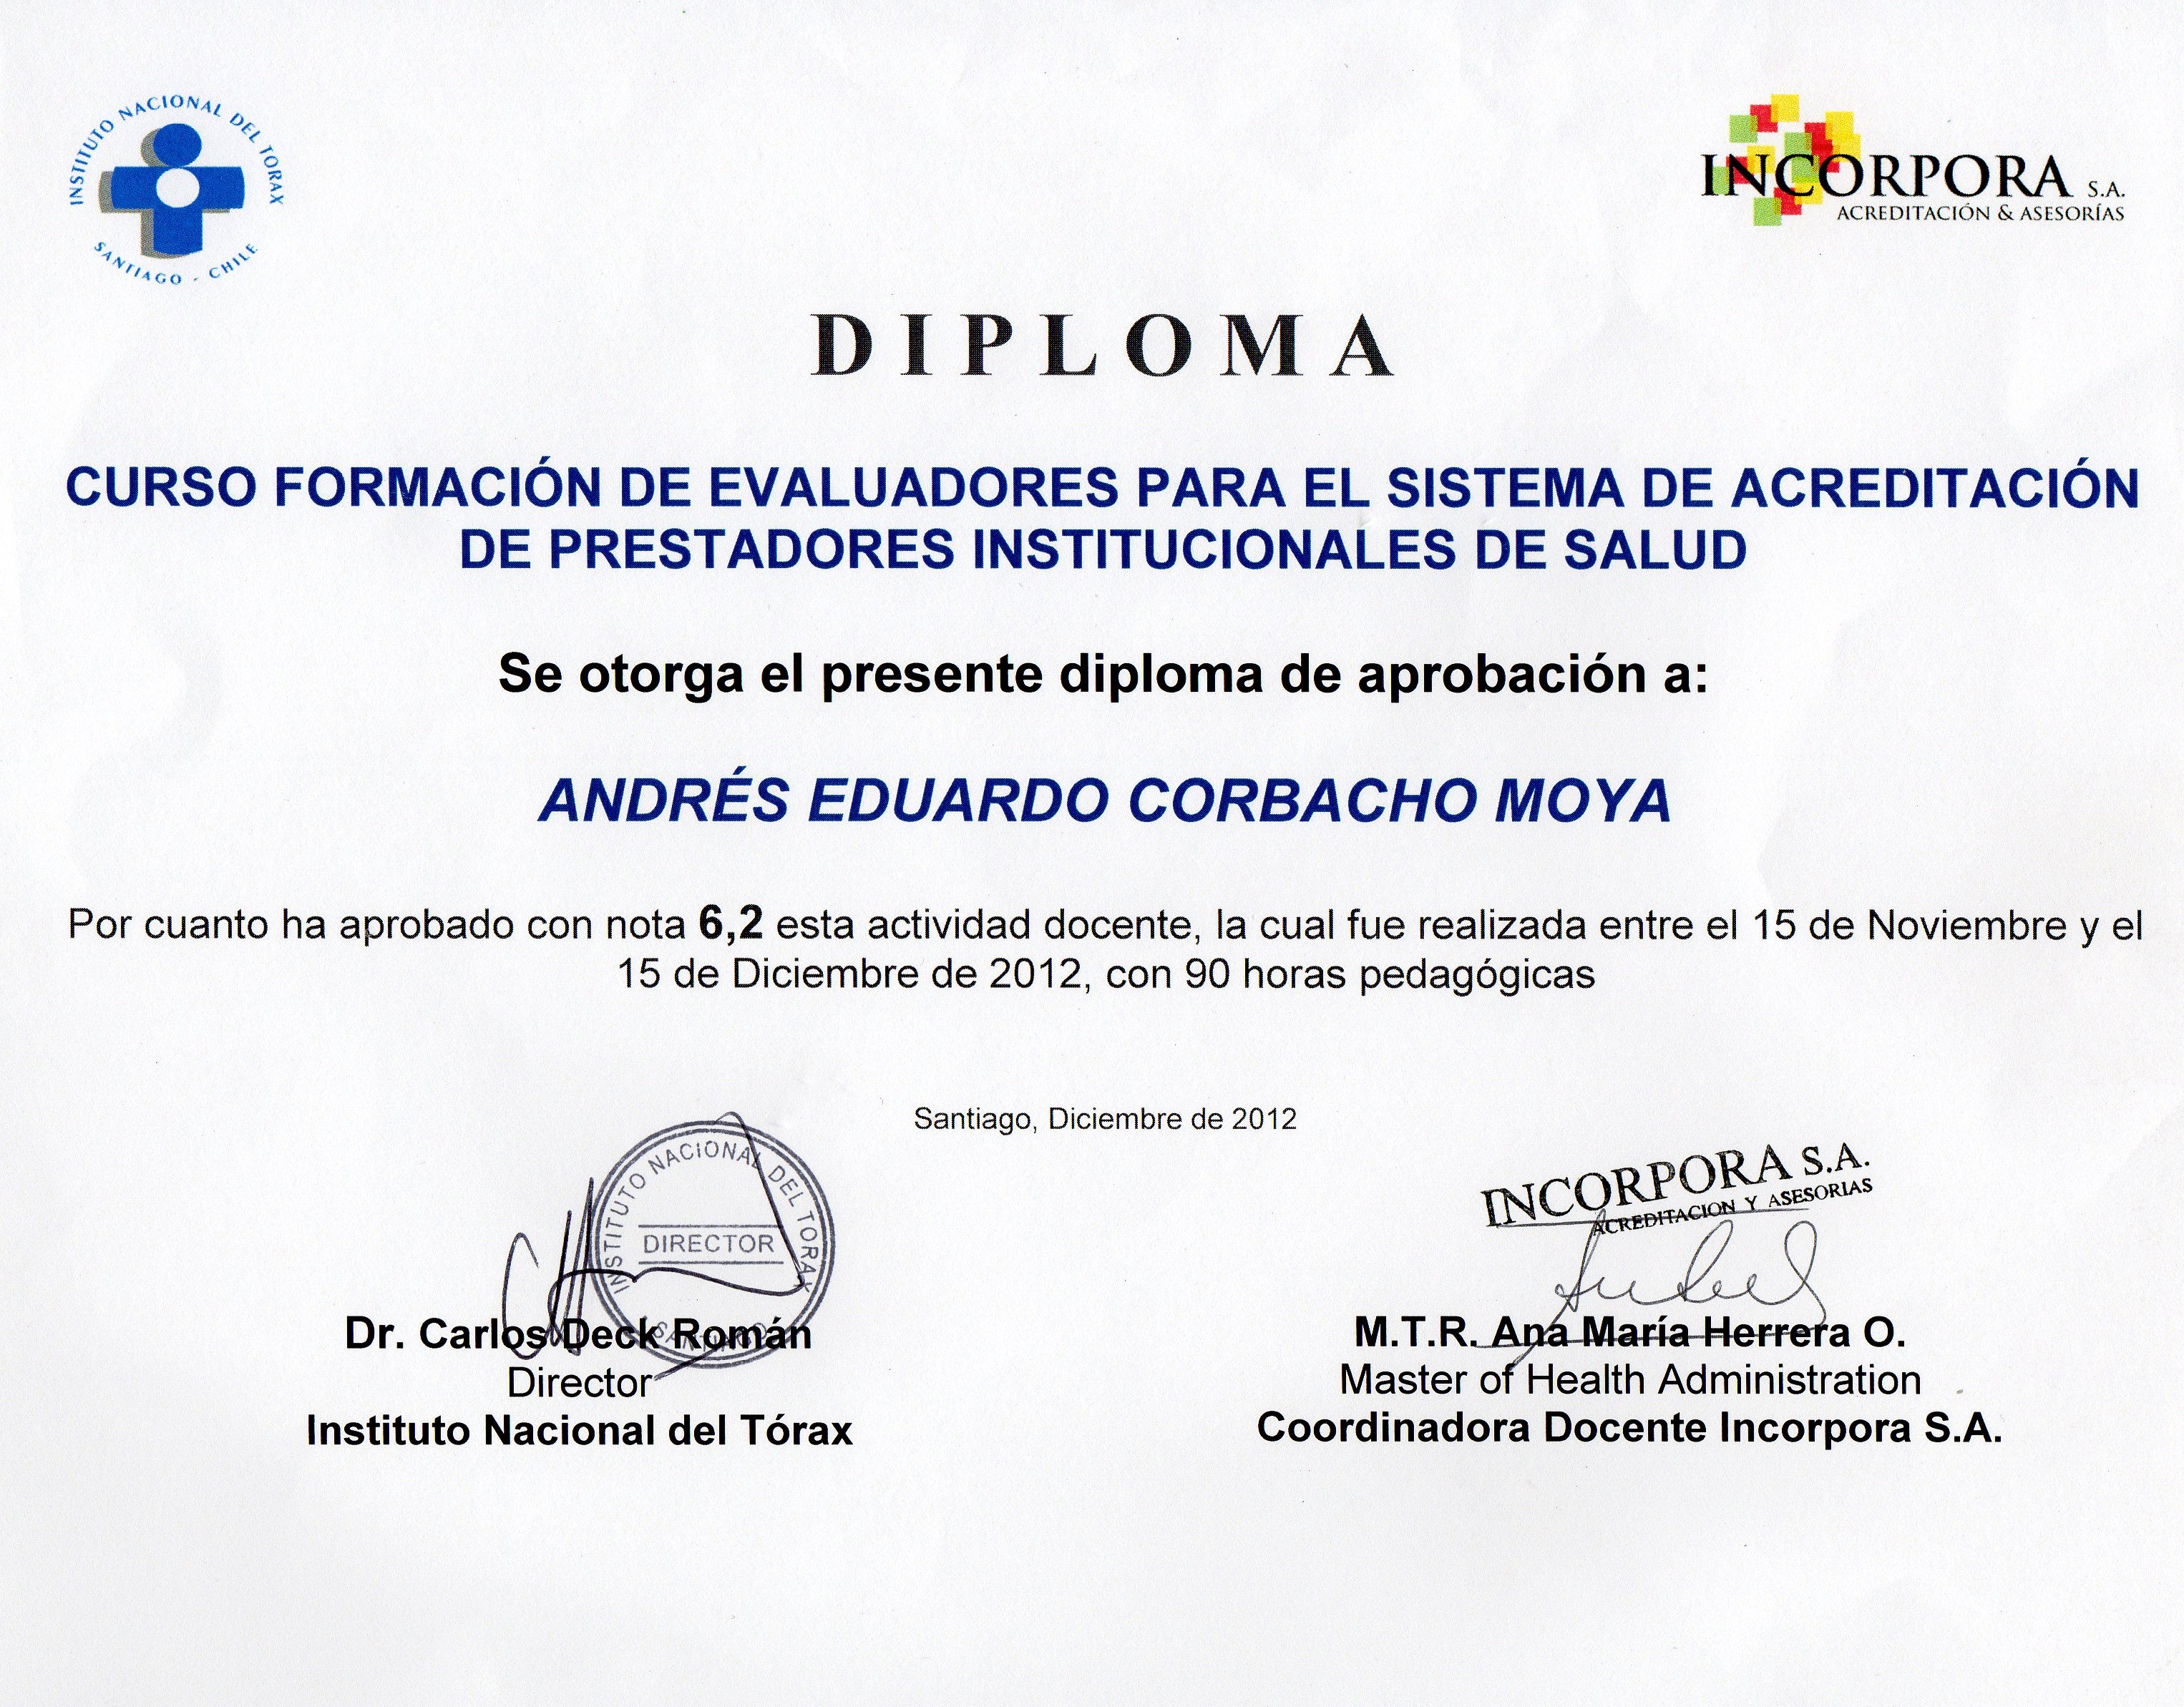 INSTITUTO NACIONAL DEL TORAX
SANTIAGO - CHILE
INCORPORA S.A.
ACREDITACIÓN & ASESORÍAS
DIPLOMA
CURSO FORMACIÓN DE EVALUADORES PARA EL SISTEMA DE ACREDITACIÓN
DE PRESTADORES INSTITUCIONALES DE SALUD
Se otorga el presente diploma de aprobación a:
ANDRÉS EDUARDO CORBACHO MOYA
Por cuanto ha aprobado con nota 6,2 esta actividad docente, la cual fue realizada entre el 15 de Noviembre y el
15 de Diciembre de 2012, con 90 horas pedagógicas
Santiago, Diciembre de 2012
INSTITUTO NACIONAL DEL TORAX
DIRECTOR
SANTIAGO
INCORPORA S.A.
ACREDITACION Y ASESORIAS
Dr. Carlos Deck Román
Director
Instituto Nacional del Tórax
M.T.R. Ana María Herrera O.
Master of Health Administration
Coordinadora Docente Incorpora S.A.